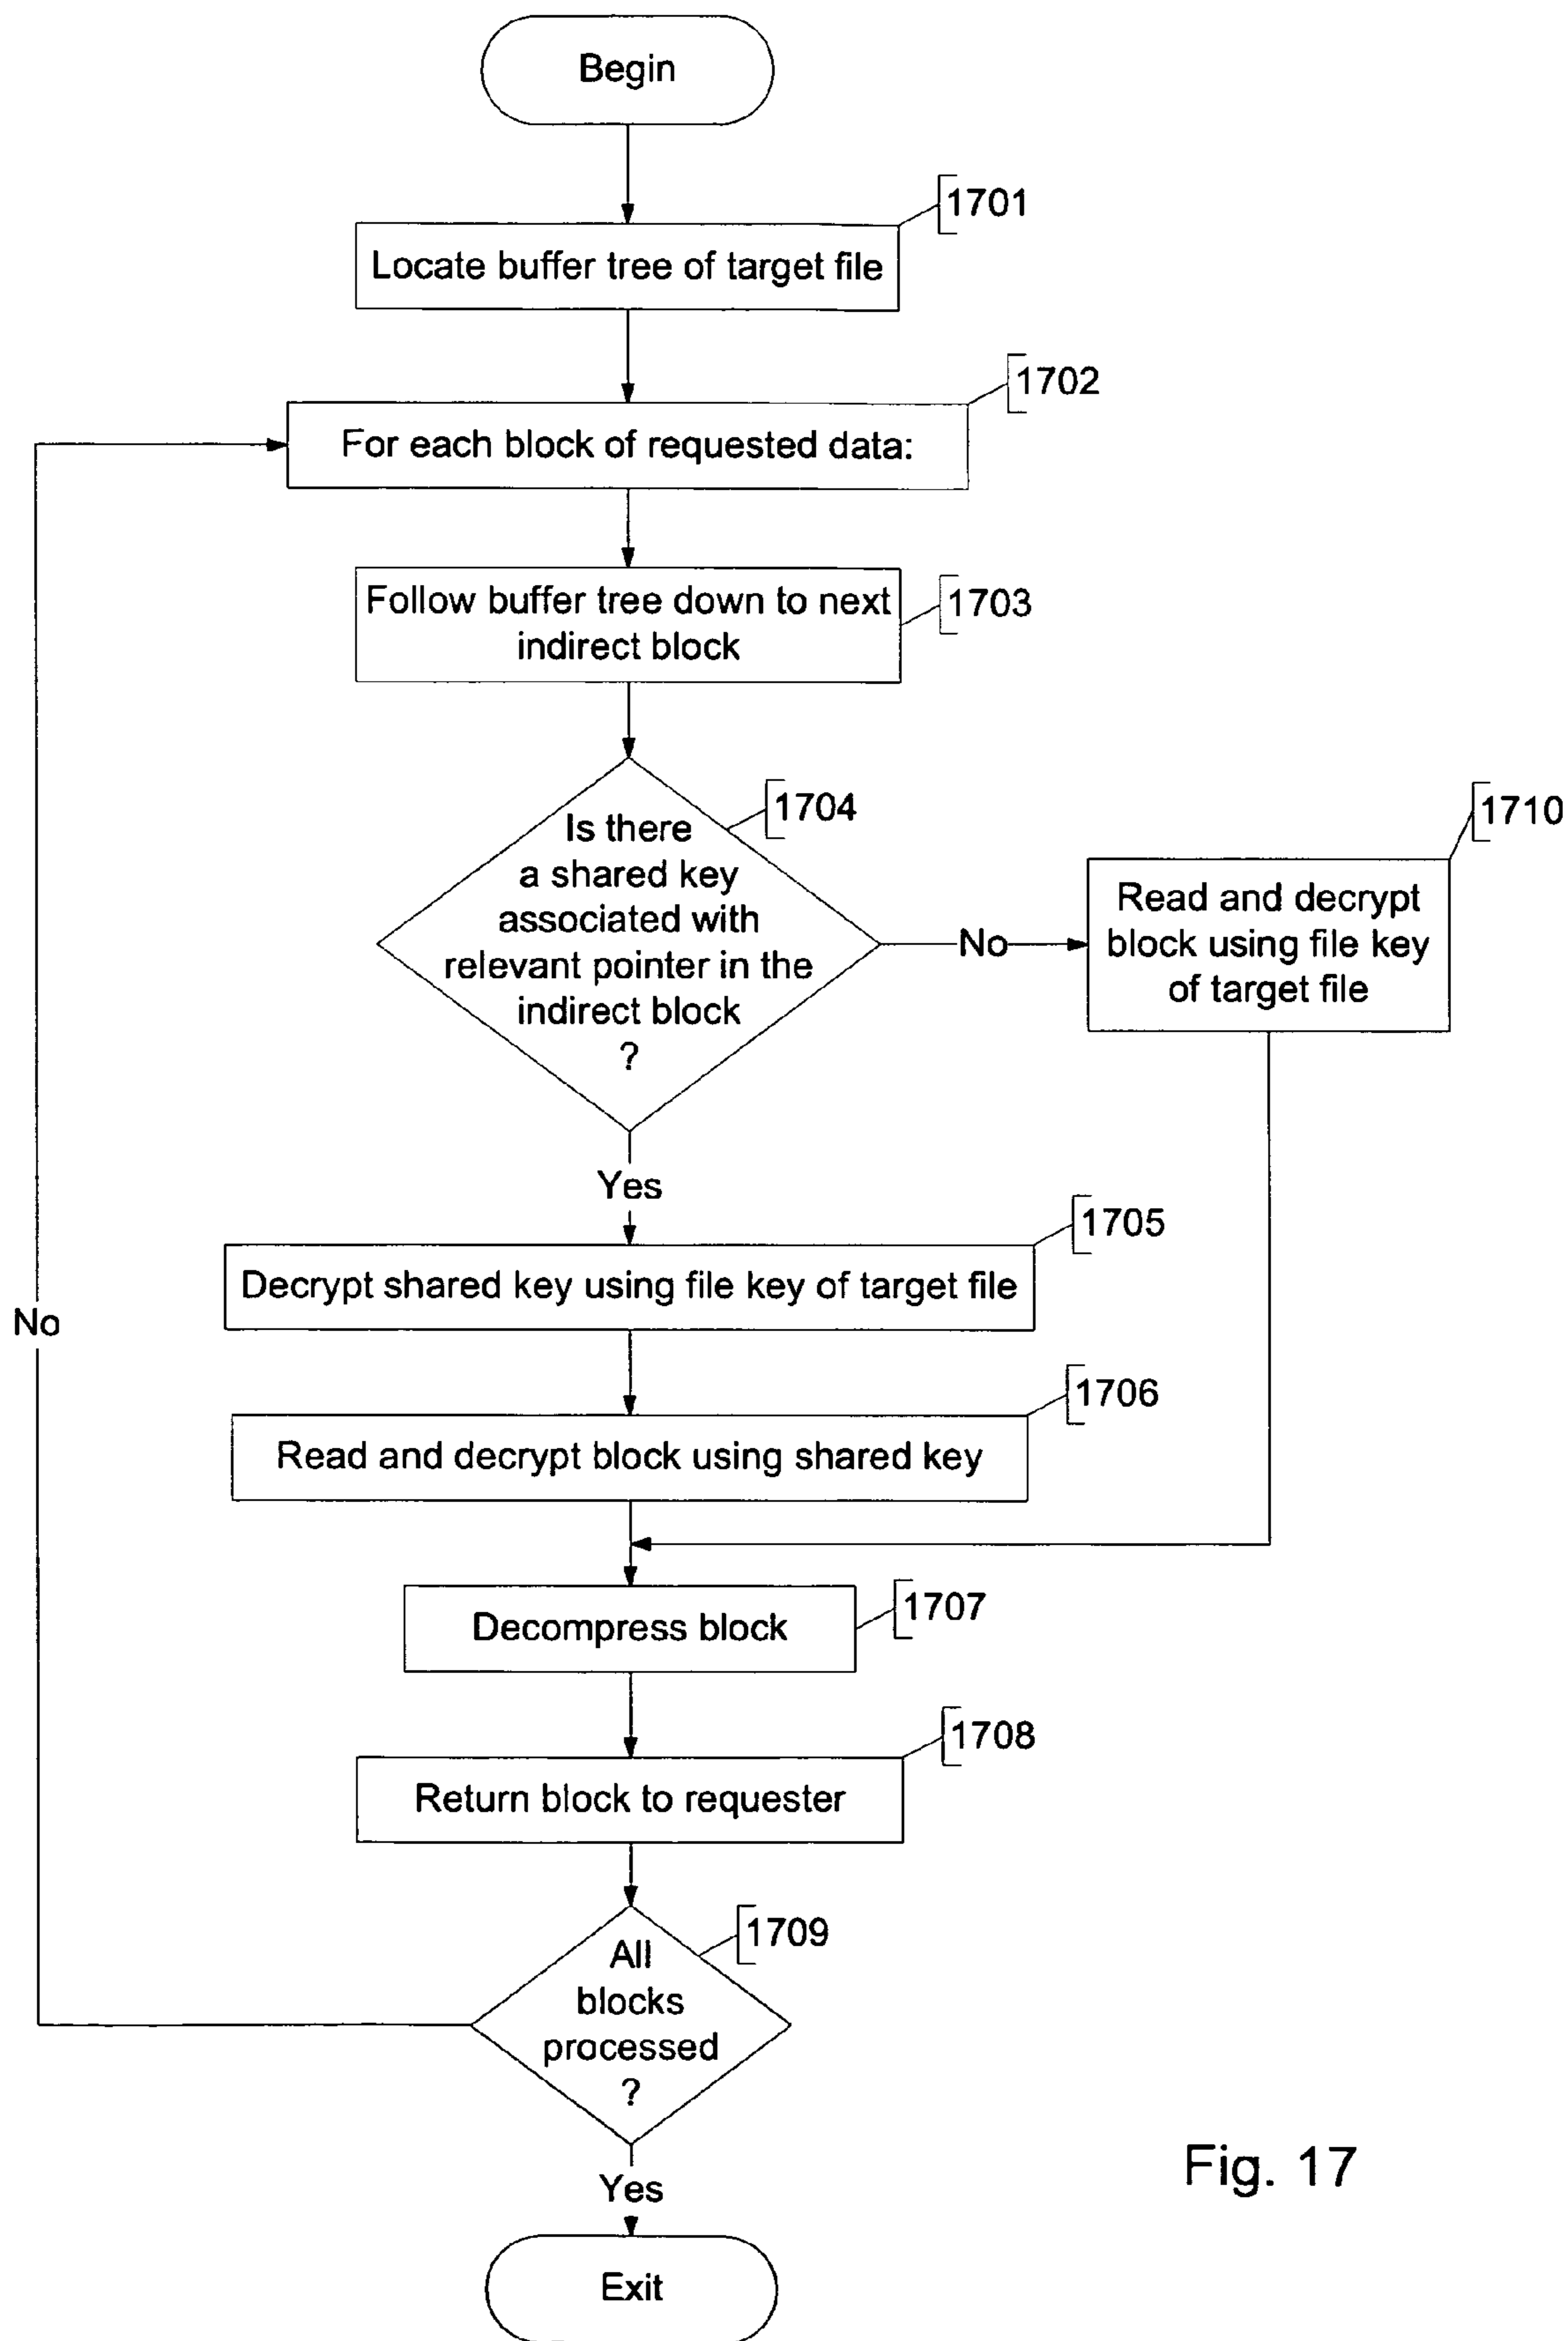 Begin
1701
Locate buffer tree of target file
1702
For each block of requested data:
Follow buffer tree down to next
indirect block
1703
1704
Is there
a shared key
associated with
relevant pointer in the
indirect block
?
No
1710
Read and decrypt
block using file key
of target file
Yes
1705
Decrypt shared key using file key of target file
No
1706
Read and decrypt block using shared key
1707
Decompress block
1708
Return block to requester
1709
All
blocks
processed
?
Yes
Exit
Fig. 17